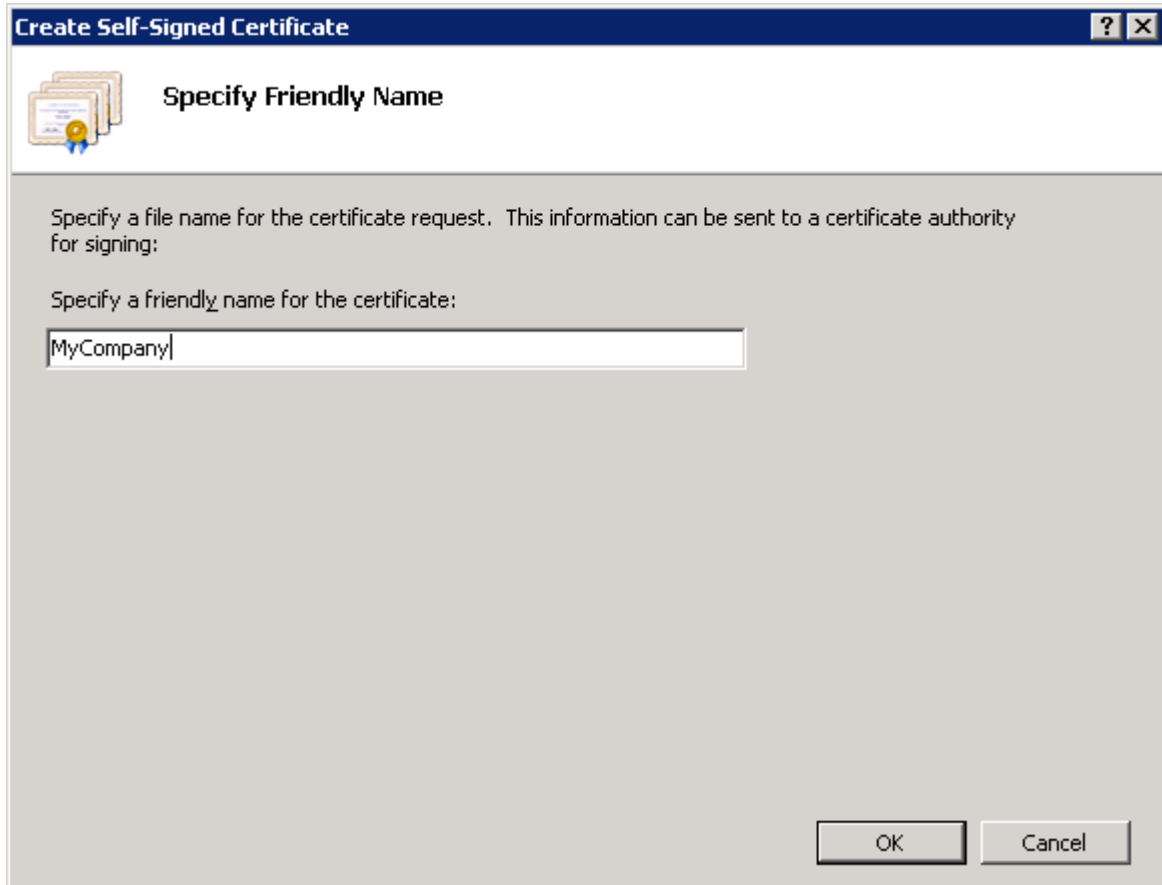 Create Self-Signed Certificate
Specify Friendly Name
Specify a file name for the certificate request.  This information can be sent to a certificate authority
for signing:
Specify a friendly name for the certificate:
MyCompany
OK
Cancel